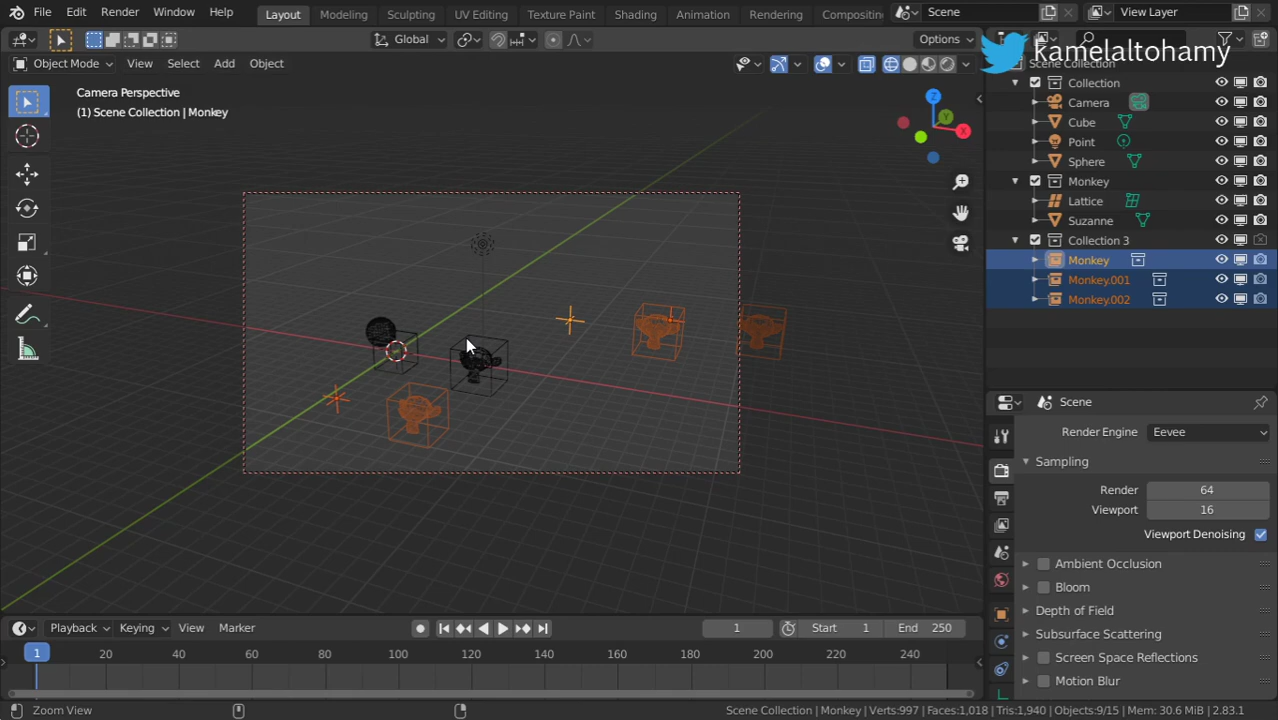 File Edit Render Window Help Layout Modeling Sculpting UV Editing Texture Paint Shading Animation Rendering Compositing Scene View Layer
Global Options
Object Mode View Select Add Object
kamelaltohamy
Scene Collection
Camera Perspective
(1) Scene Collection | Monkey
Z
Y
X
Collection
Camera
Cube
Point
Sphere
Monkey
Lattice
Suzanne
Collection 3
Monkey
Monkey.001
Monkey.002
Scene
Render Engine Eevee
Sampling
Render 64
Viewport 16
Viewport Denoising
Ambient Occlusion
Bloom
Depth of Field
Subsurface Scattering
Screen Space Reflections
Motion Blur
Playback Keying View Marker 1 Start 1 End 250
1 20 40 60 80 100 120 140 160 180 200 220 240
Zoom View
Scene Collection | Monkey | Verts:997 | Faces:1,018 | Tris:1,940 | Objects:9/15 | Mem: 30.6 MiB | 2.83.1